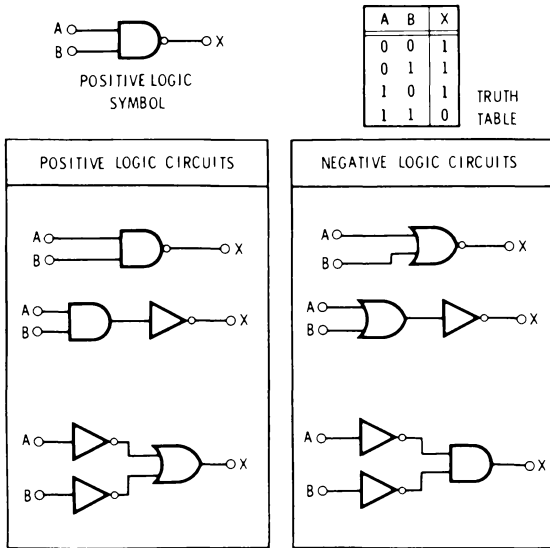 A
B
X
POSITIVE LOGIC
SYMBOL
A B X
0 0 1
0 1 1
1 0 1
1 1 0
TRUTH
TABLE
POSITIVE LOGIC CIRCUITS
A
B
X
A
B
X
A
B
X
NEGATIVE LOGIC CIRCUITS
A
B
X
A
B
X
A
B
X